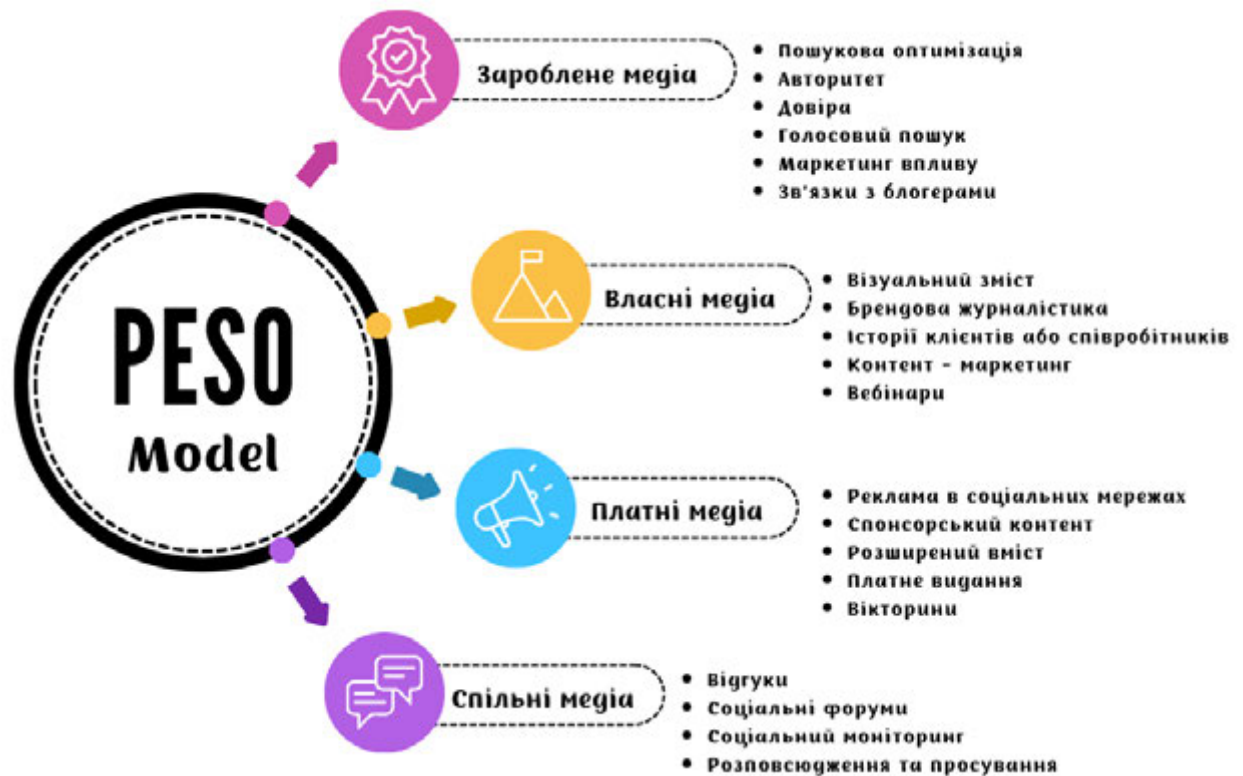 Зароблене медіа
Пошукова оптимізація
Авторитет
Довіра
Голосовий пошук
Маркетинг впливу
Зв'язки з блогерами
PESO
Model
Власні медіа
Візуальний зміст
Брендова журналістика
Історії клієнтів або співробітників
Контент - маркетинг
Вебінари
Платні медіа
Реклама в соціальних мережах
Спонсорський контент
Розширений вміст
Платне видання
Вікторини
Спільні медіа
Відгуки
Соціальні форуми
Соціальний моніторинг
Розповсюдження та просування